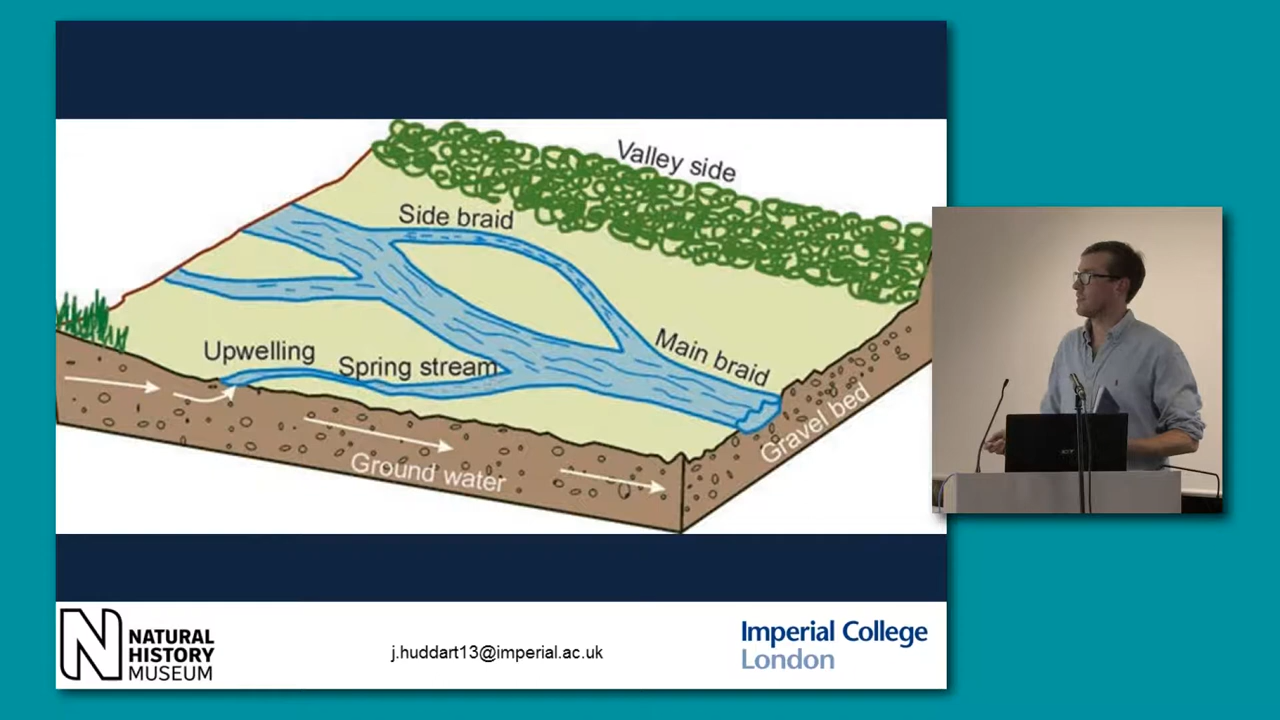 Valley side
Side braid
Main braid
Upwelling
Spring stream
Gravel bed
Ground water
NATURAL
HISTORY
MUSEUM
j.huddart13@imperial.ac.uk
Imperial College
London
acer